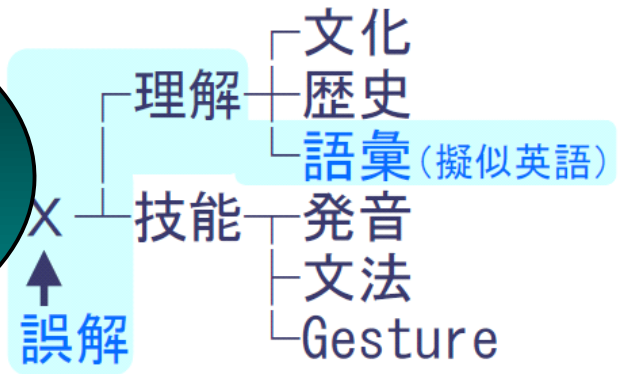 文化
理解 歴史
語彙(擬似英語)
X 技能 発音
文法
誤解 Gesture